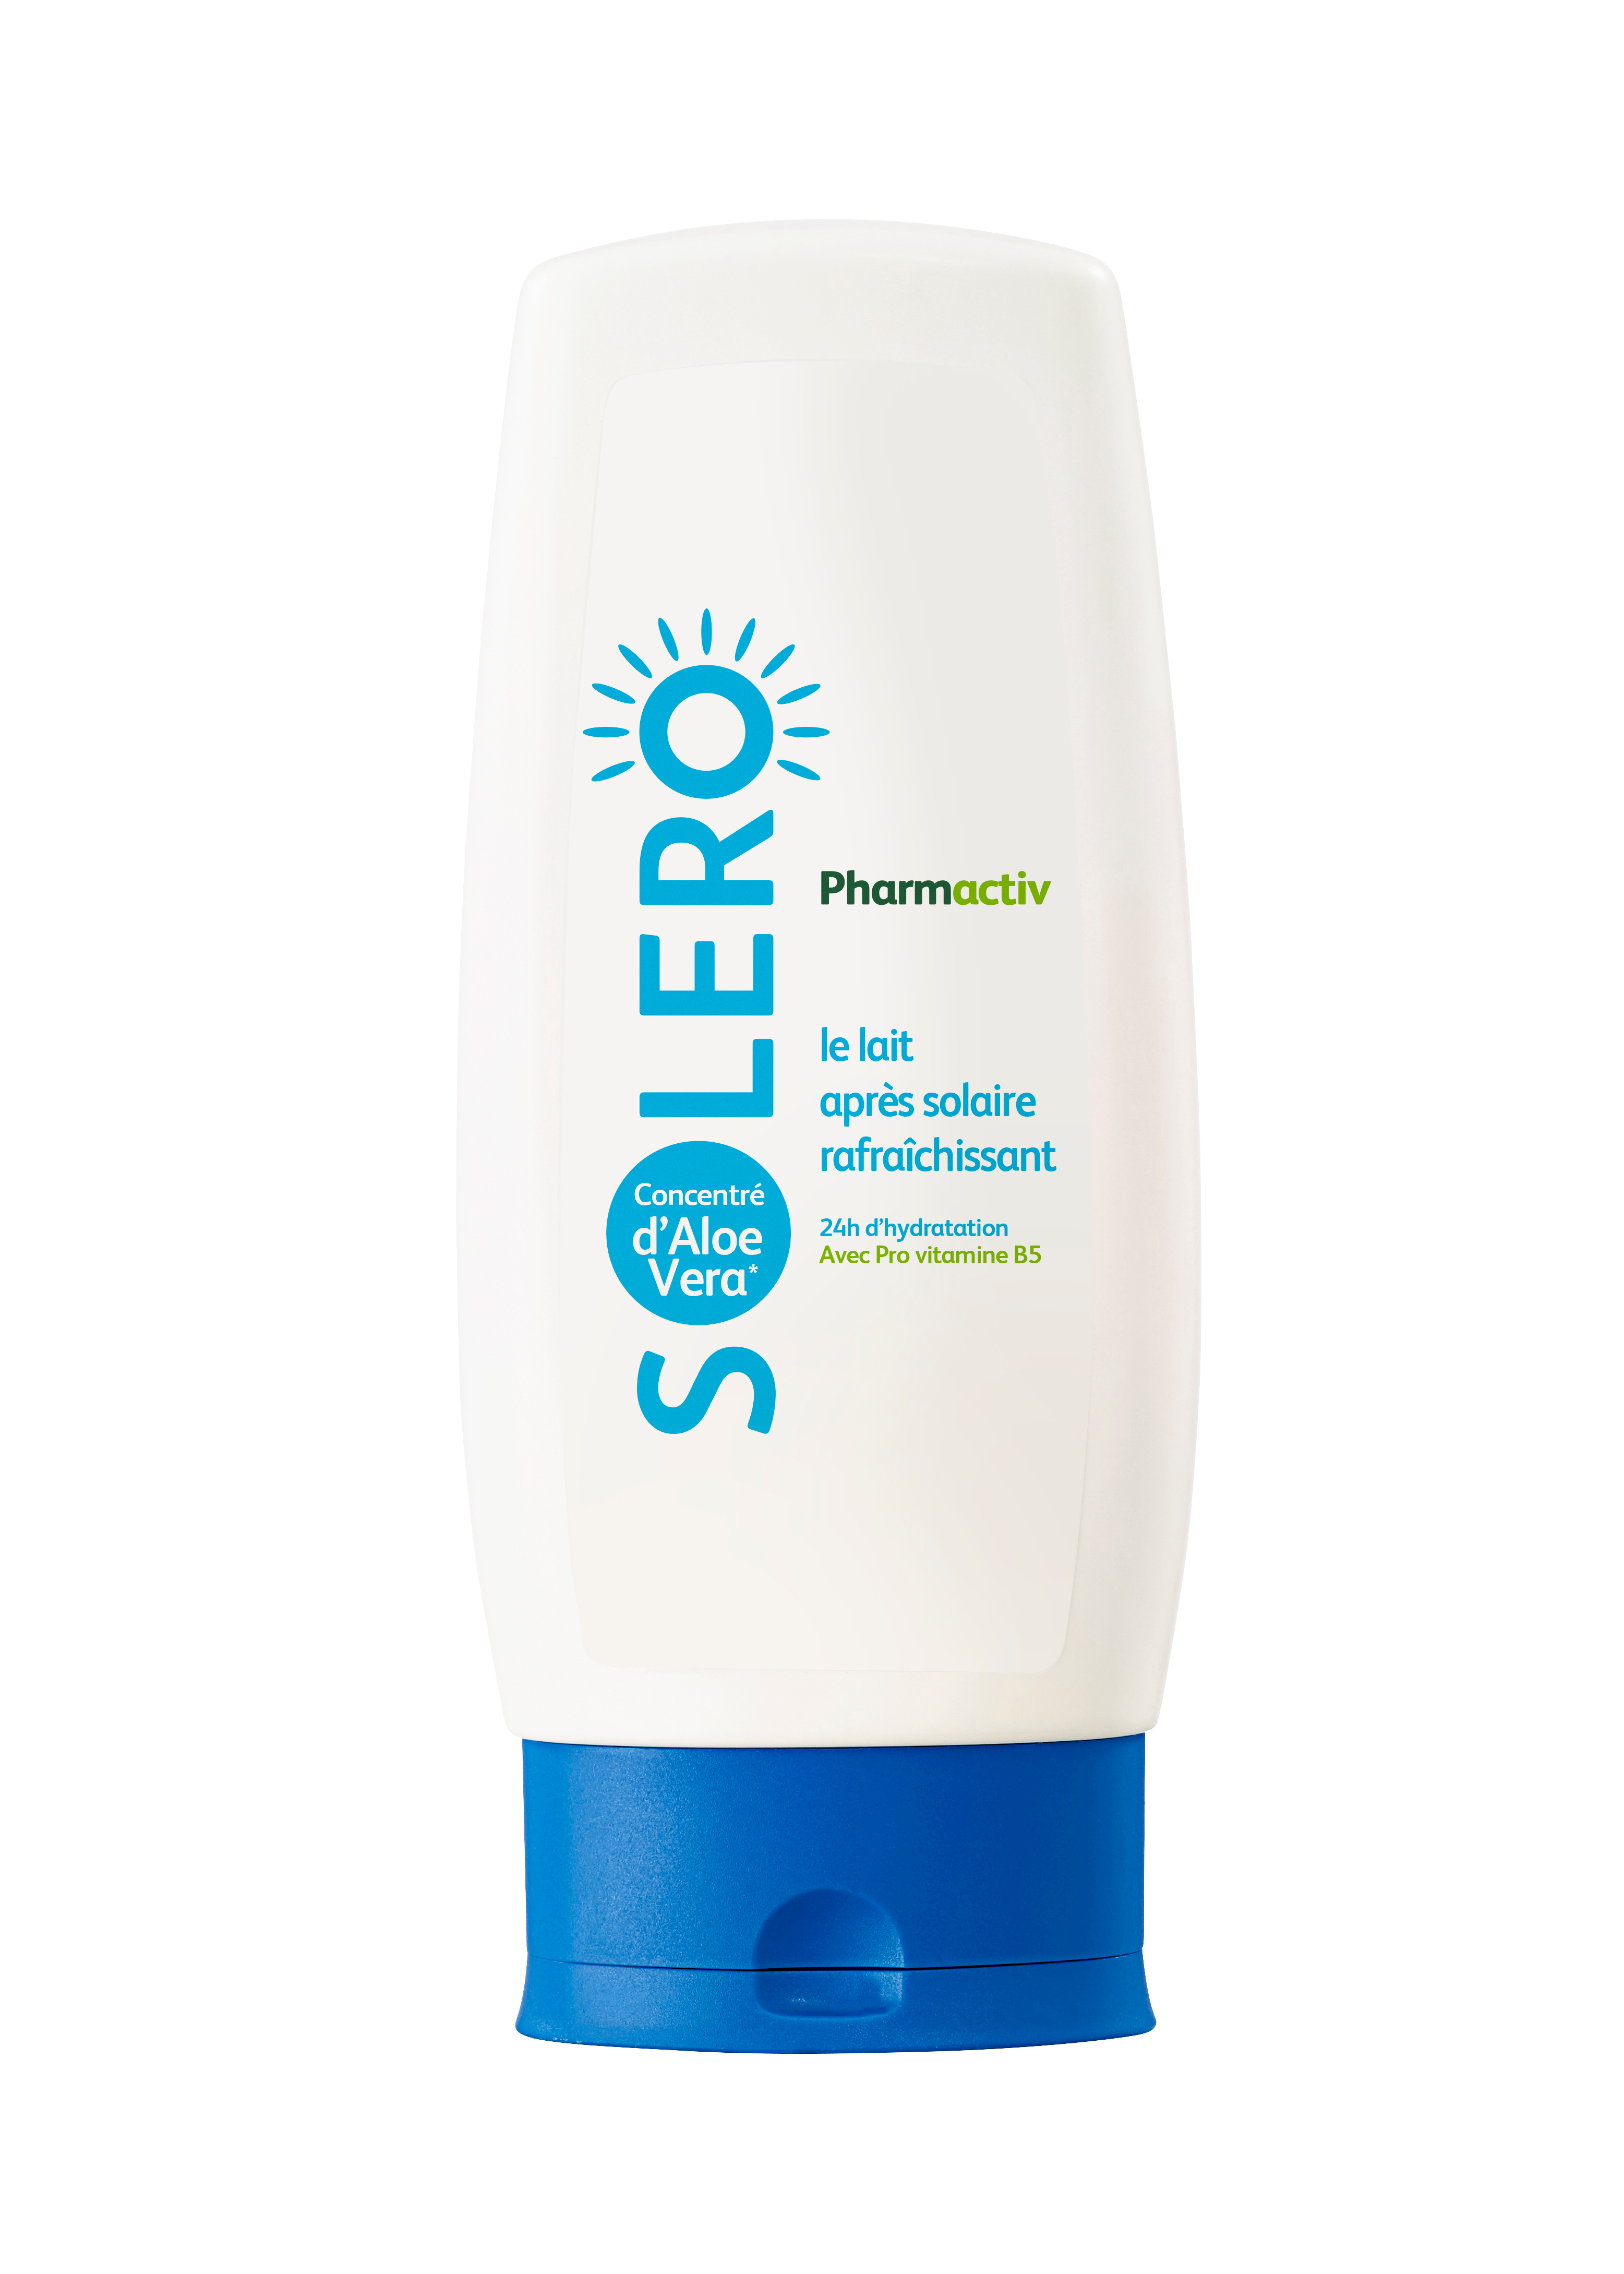 SOLERO
Concentré
d'Aloe
Vera*
Pharmactiv
le lait
après solaire
rafraîchissant
24h d'hydratation
Avec Pro vitamine B5